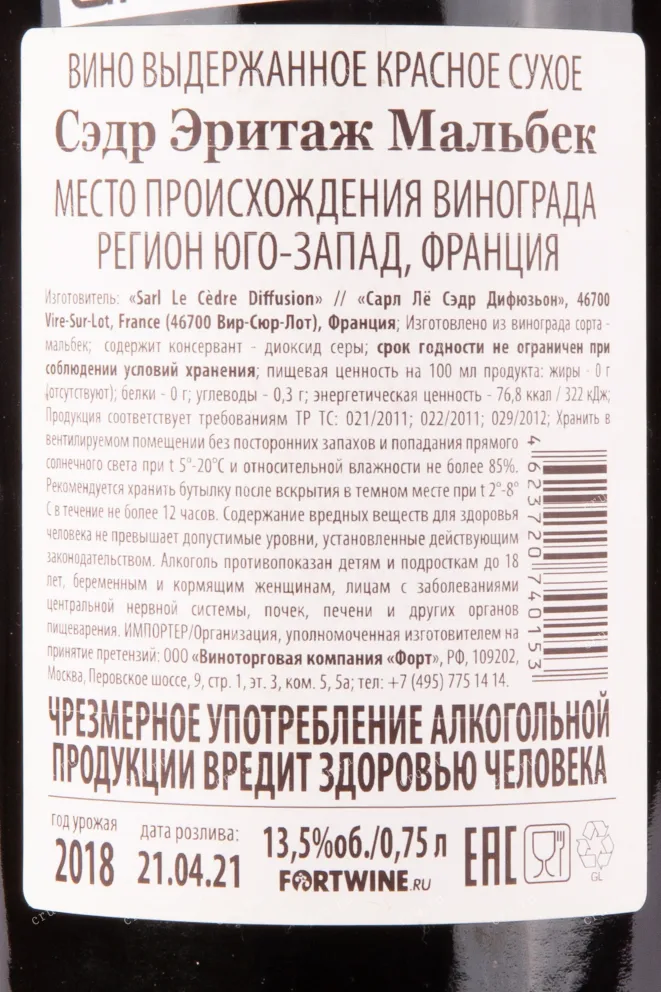 ВИНО ВЫДЕРЖАННОЕ КРАСНОЕ СУХОЕ
Сэдр Эритаж Мальбек
МЕСТО ПРОИСХОЖДЕНИЯ ВИНОГРАДА
РЕГИОН ЮГО-ЗАПАД, ФРАНЦИЯ
Изготовитель: «Sarl Le Cèdre Diffusion» // «Сарл Лё Сэдр Дифюзьон», 46700
Vire-Sur-Lot, France (46700 Вир-Сюр-Лот), Франция; Изготовлено из винограда сорта -
мальбек; содержит консервант - диоксид серы; срок годности не ограничен при
соблюдении условий хранения; пищевая ценность на 100 мл продукта: жиры - 0 г
(отсутствуют); белки - 0 г; углеводы - 0,3 г; энергетическая ценность - 76,8 ккал / 322 кДж;
Продукция соответствует требованиям ТР ТС: 021/2011; 022/2011; 029/2012; Хранить в
вентилируемом помещении без посторонних запахов и попадания прямого
солнечного света при t 5°-20°С и относительной влажности не более 85%.
Рекомендуется хранить бутылку после вскрытия в темном месте при t 2°-8°
С в течение не более 12 часов. Содержание вредных веществ для здоровья
человека не превышает допустимые уровни, установленные действующим
законодательством. Алкоголь противопоказан детям и подросткам до 18
лет, беременным и кормящим женщинам, лицам с заболеваниями
центральной нервной системы, почек, печени и других органов
пищеварения. ИМПОРТЕР/Организация, уполномоченная изготовителем на
принятие претензий: ООО «Виноторговая компания «Форт», РФ, 109202,
Москва, Перовское шоссе, 9, стр. 1, эт. 3, ком. 5, 5а; тел: +7 (495) 775 14 14.
4 623720 740153
ЧРЕЗМЕРНОЕ УПОТРЕБЛЕНИЕ АЛКОГОЛЬНОЙ
ПРОДУКЦИИ ВРЕДИТ ЗДОРОВЬЮ ЧЕЛОВЕКА
год урожая
2018
дата розлива:
21.04.21
13,5%об./0,75 л
FORTWINE.RU
EAC
GL